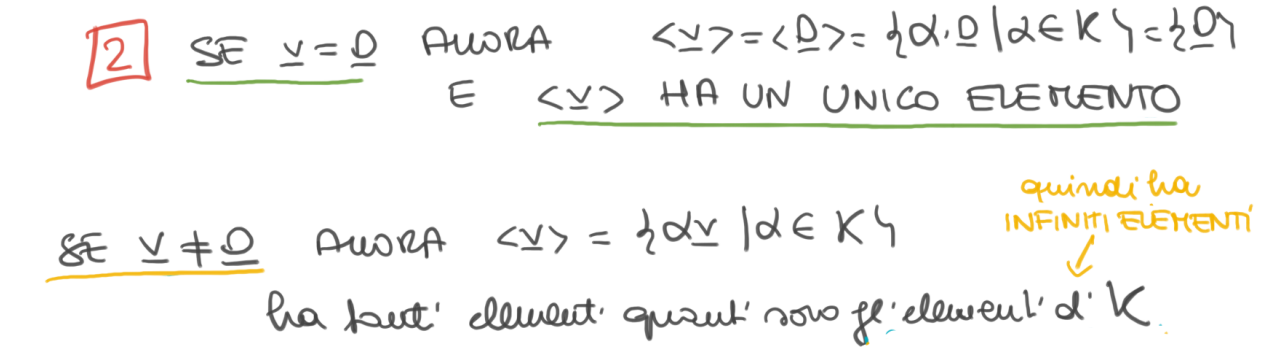 2 SE v = 0 ALLORA <v> = <0> = {α·0 | α ∈ K} = {0}
E <v> HA UN UNICO ELEMENTO
quindi ha
INFINITI ELEMENTI
SE v ≠ 0 ALLORA <v> = {αv | α ∈ K}
ha tanti elementi quanti sono gli elementi di K.